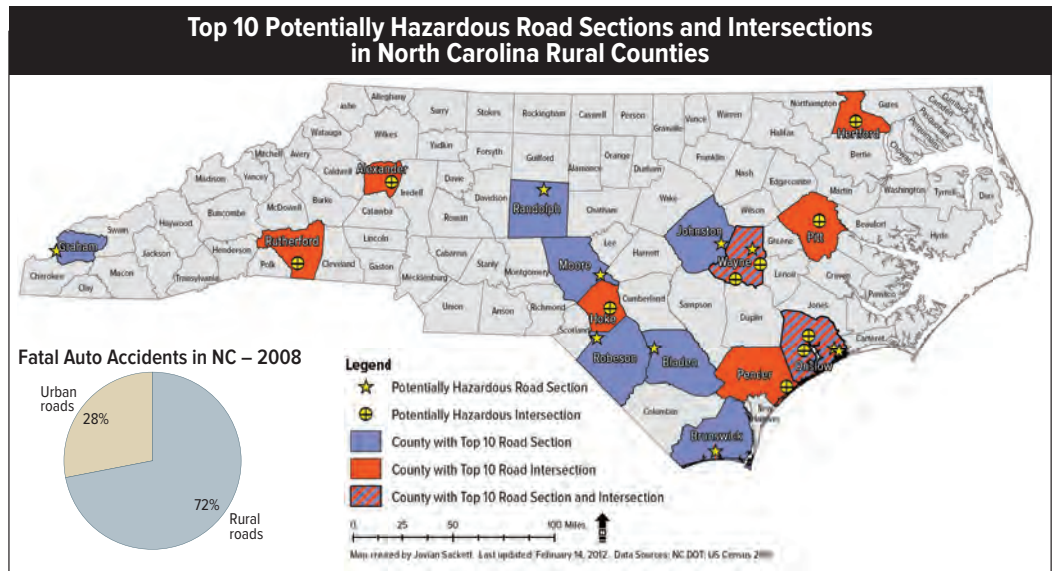 Top 10 Potentially Hazardous Road Sections and Intersections
in North Carolina Rural Counties
Ashe
Alleghany
Surry
Stokes
Rockingham
Caswell
Person
Granville
Vance
Warren
Northampton
Hertford
Gates
Currituck
Camden
Pasquotank
Perquimans
Chowan
Watauga
Wilkes
Yadkin
Forsyth
Guilford
Alamance
Orange
Durham
Franklin
Halifax
Bertie
Mitchell
Avery
Caldwell
Alexander
Iredell
Davie
Davidson
Randolph
Chatham
Wake
Nash
Edgecombe
Martin
Washington
Tyrrell
Dare
Madison
Yancey
McDowell
Burke
Catawba
Rowan
Johnston
Wilson
Greene
Pitt
Beaufort
Hyde
Graham
Swain
Haywood
Buncombe
Rutherford
Lincoln
Cabarrus
Stanly
Montgomery
Moore
Lee
Harnett
Wayne
Lenoir
Craven
Pamlico
Cherokee
Clay
Macon
Jackson
Transylvania
Henderson
Polk
Cleveland
Gaston
Mecklenburg
Union
Anson
Richmond
Scotland
Hoke
Cumberland
Sampson
Duplin
Jones
Carteret
Onslow
Robeson
Bladen
Pender
Columbus
New
Hanover
Brunswick
Fatal Auto Accidents in NC – 2008
Urban
roads
28%
72%
Rural
roads
Legend
Potentially Hazardous Road Section
Potentially Hazardous Intersection
County with Top 10 Road Section
County with Top 10 Road Intersection
County with Top 10 Road Section and Intersection
0 25 50 100 Miles
Map created by Jovian Sackett. Last updated: February 14, 2012. Data Sources: NC DOT; US Census